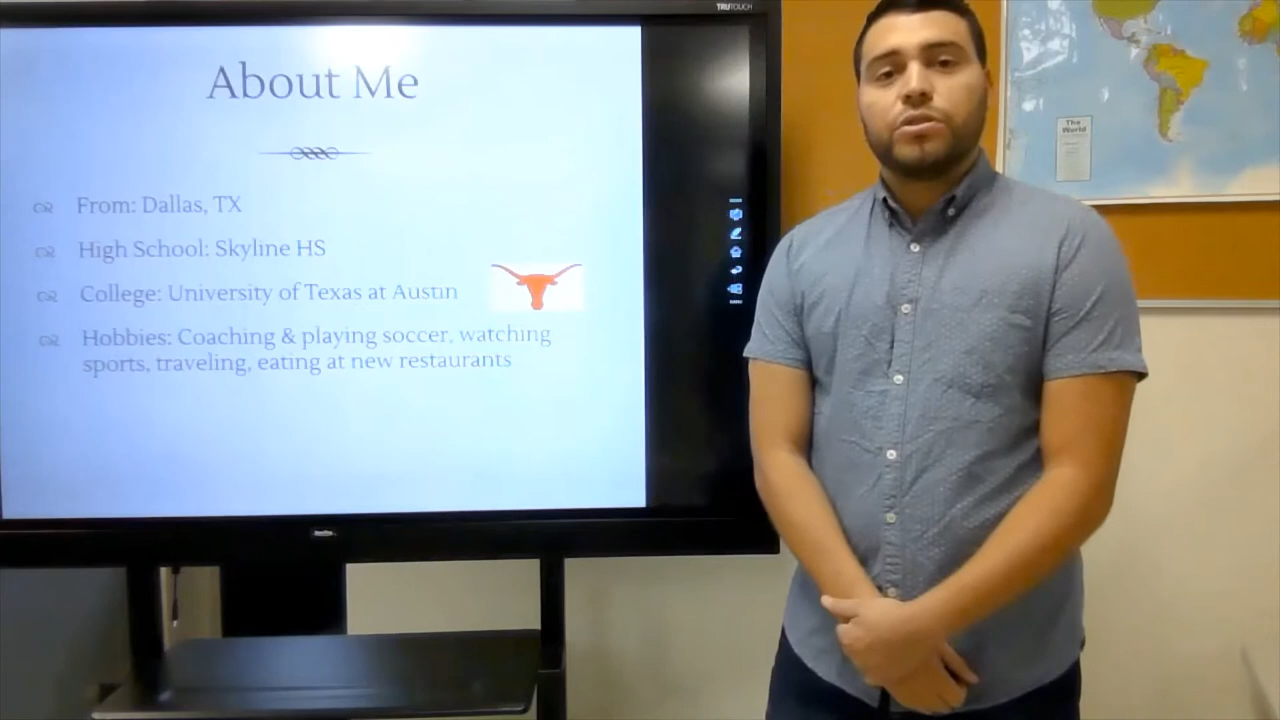 TRUTOUCH
About Me
From: Dallas, TX
High School: Skyline HS
College: University of Texas at Austin
Hobbies: Coaching & playing soccer, watching
sports, traveling, eating at new restaurants
The
World